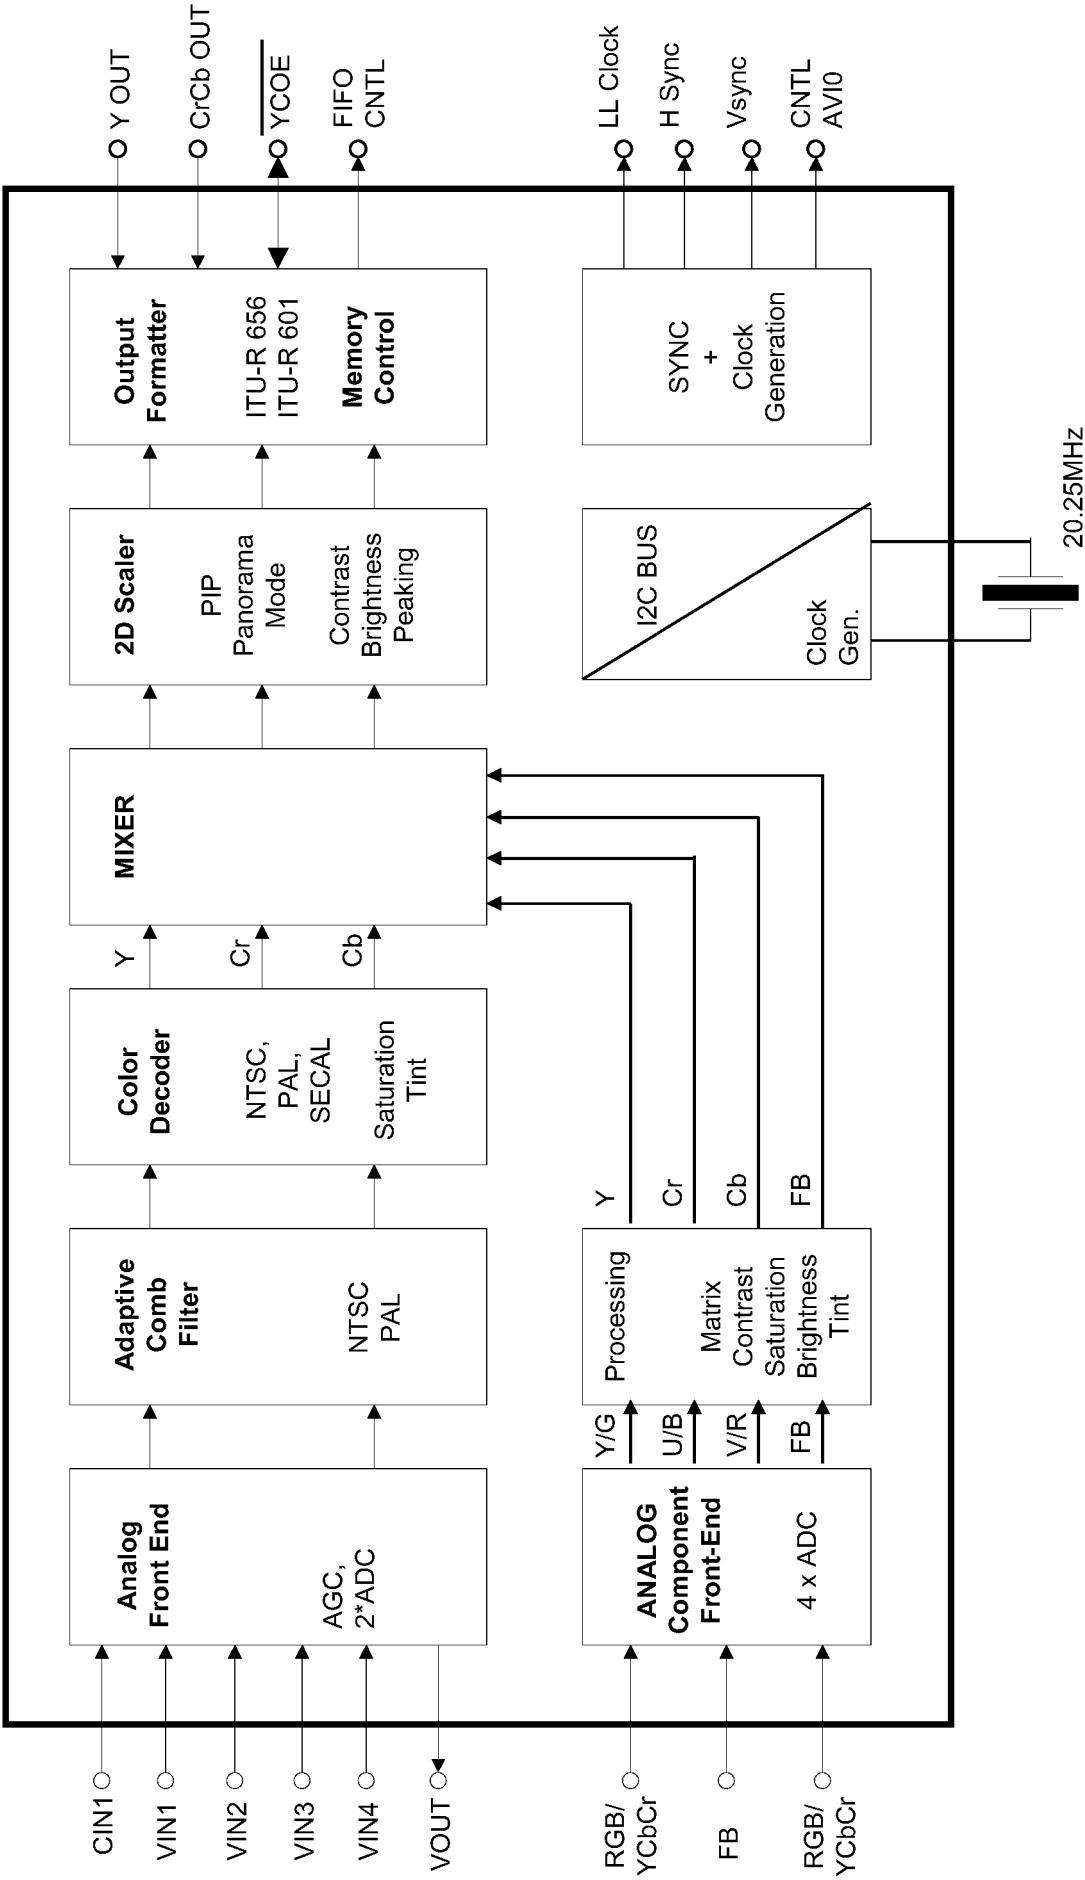 CIN1
VIN1
VIN2
VIN3
VIN4
VOUT
Analog
Front End
AGC,
2*ADC
Adaptive
Comb
Filter
NTSC
PAL
Color
Decoder
NTSC,
PAL,
SECAL
Saturation
Tint
Y
Cr
Cb
MIXER
2D Scaler
PIP
Panorama
Mode
Contrast
Brightness
Peaking
Output
Formatter
ITU-R 656
ITU-R 601
Memory
Control
Y OUT
CrCb OUT
YCOE
FIFO
CNTL
RGB/
YCbCr
FB
RGB/
YCbCr
ANALOG
Component
Front-End
4 x ADC
Y/G
U/B
V/R
FB
Processing
Matrix
Contrast
Saturation
Brightness
Tint
Y
Cr
Cb
FB
I2C BUS
Clock
Gen.
SYNC
+
Clock
Generation
LL Clock
H Sync
Vsync
CNTL
AVI0
20.25MHz